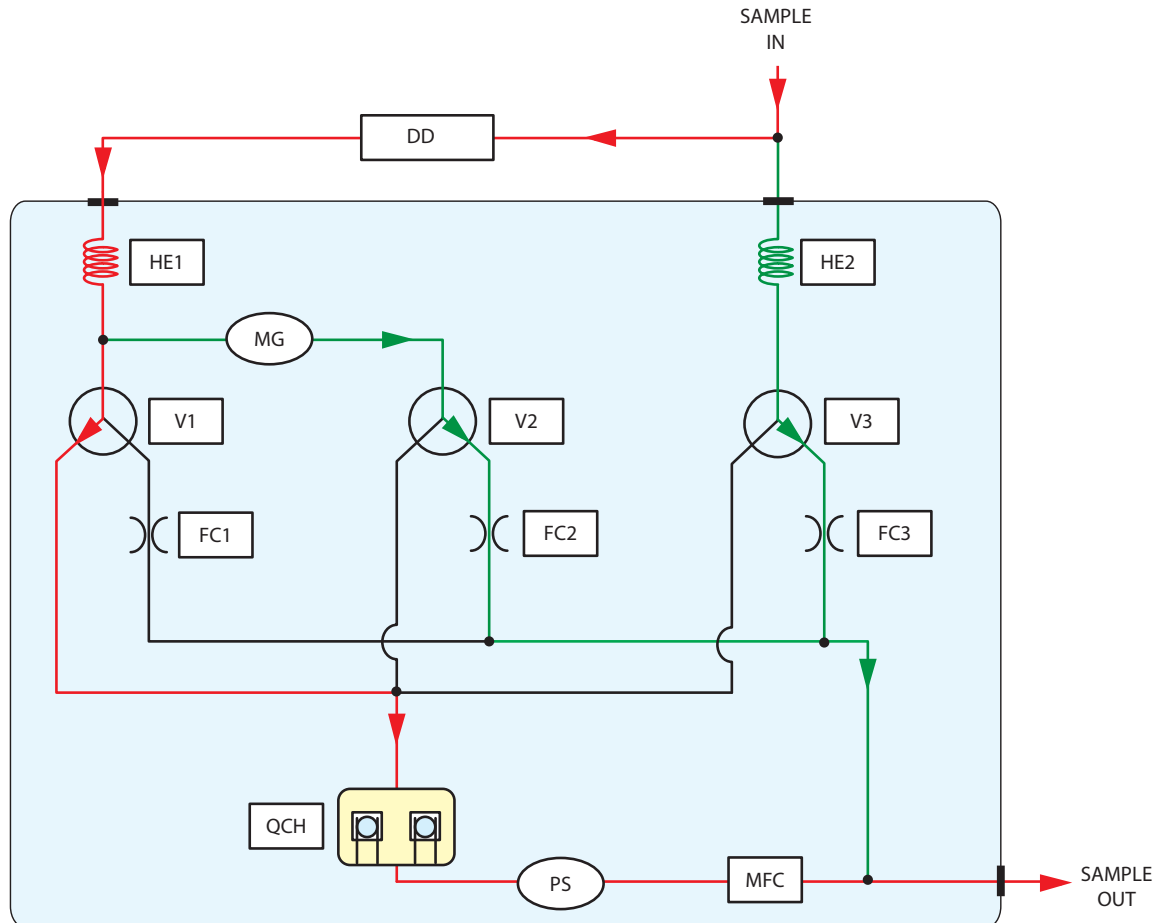 SAMPLE
IN
DD
HE1
HE2
MG
V1
V2
V3
FC1
FC2
FC3
QCH
PS
MFC
SAMPLE
OUT